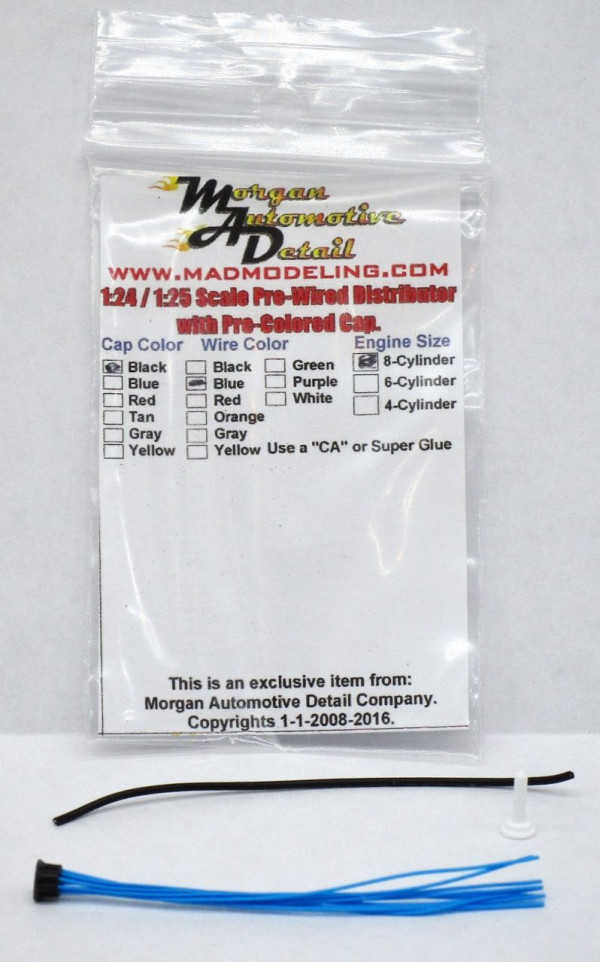 Morgan
Automotive
Detail
WWW.MADMODELING.COM
1:24 / 1:25 Scale Pre-Wired Distributor
with Pre-Colored Cap.
Cap Color Wire Color Engine Size
Black Black Green 8-Cylinder
Blue Blue Purple 6-Cylinder
Red Red White 4-Cylinder
Tan Orange
Gray Gray
Yellow Yellow Use a "CA" or Super Glue
This is an exclusive item from:
Morgan Automotive Detail Company.
Copyrights 1-1-2008-2016.